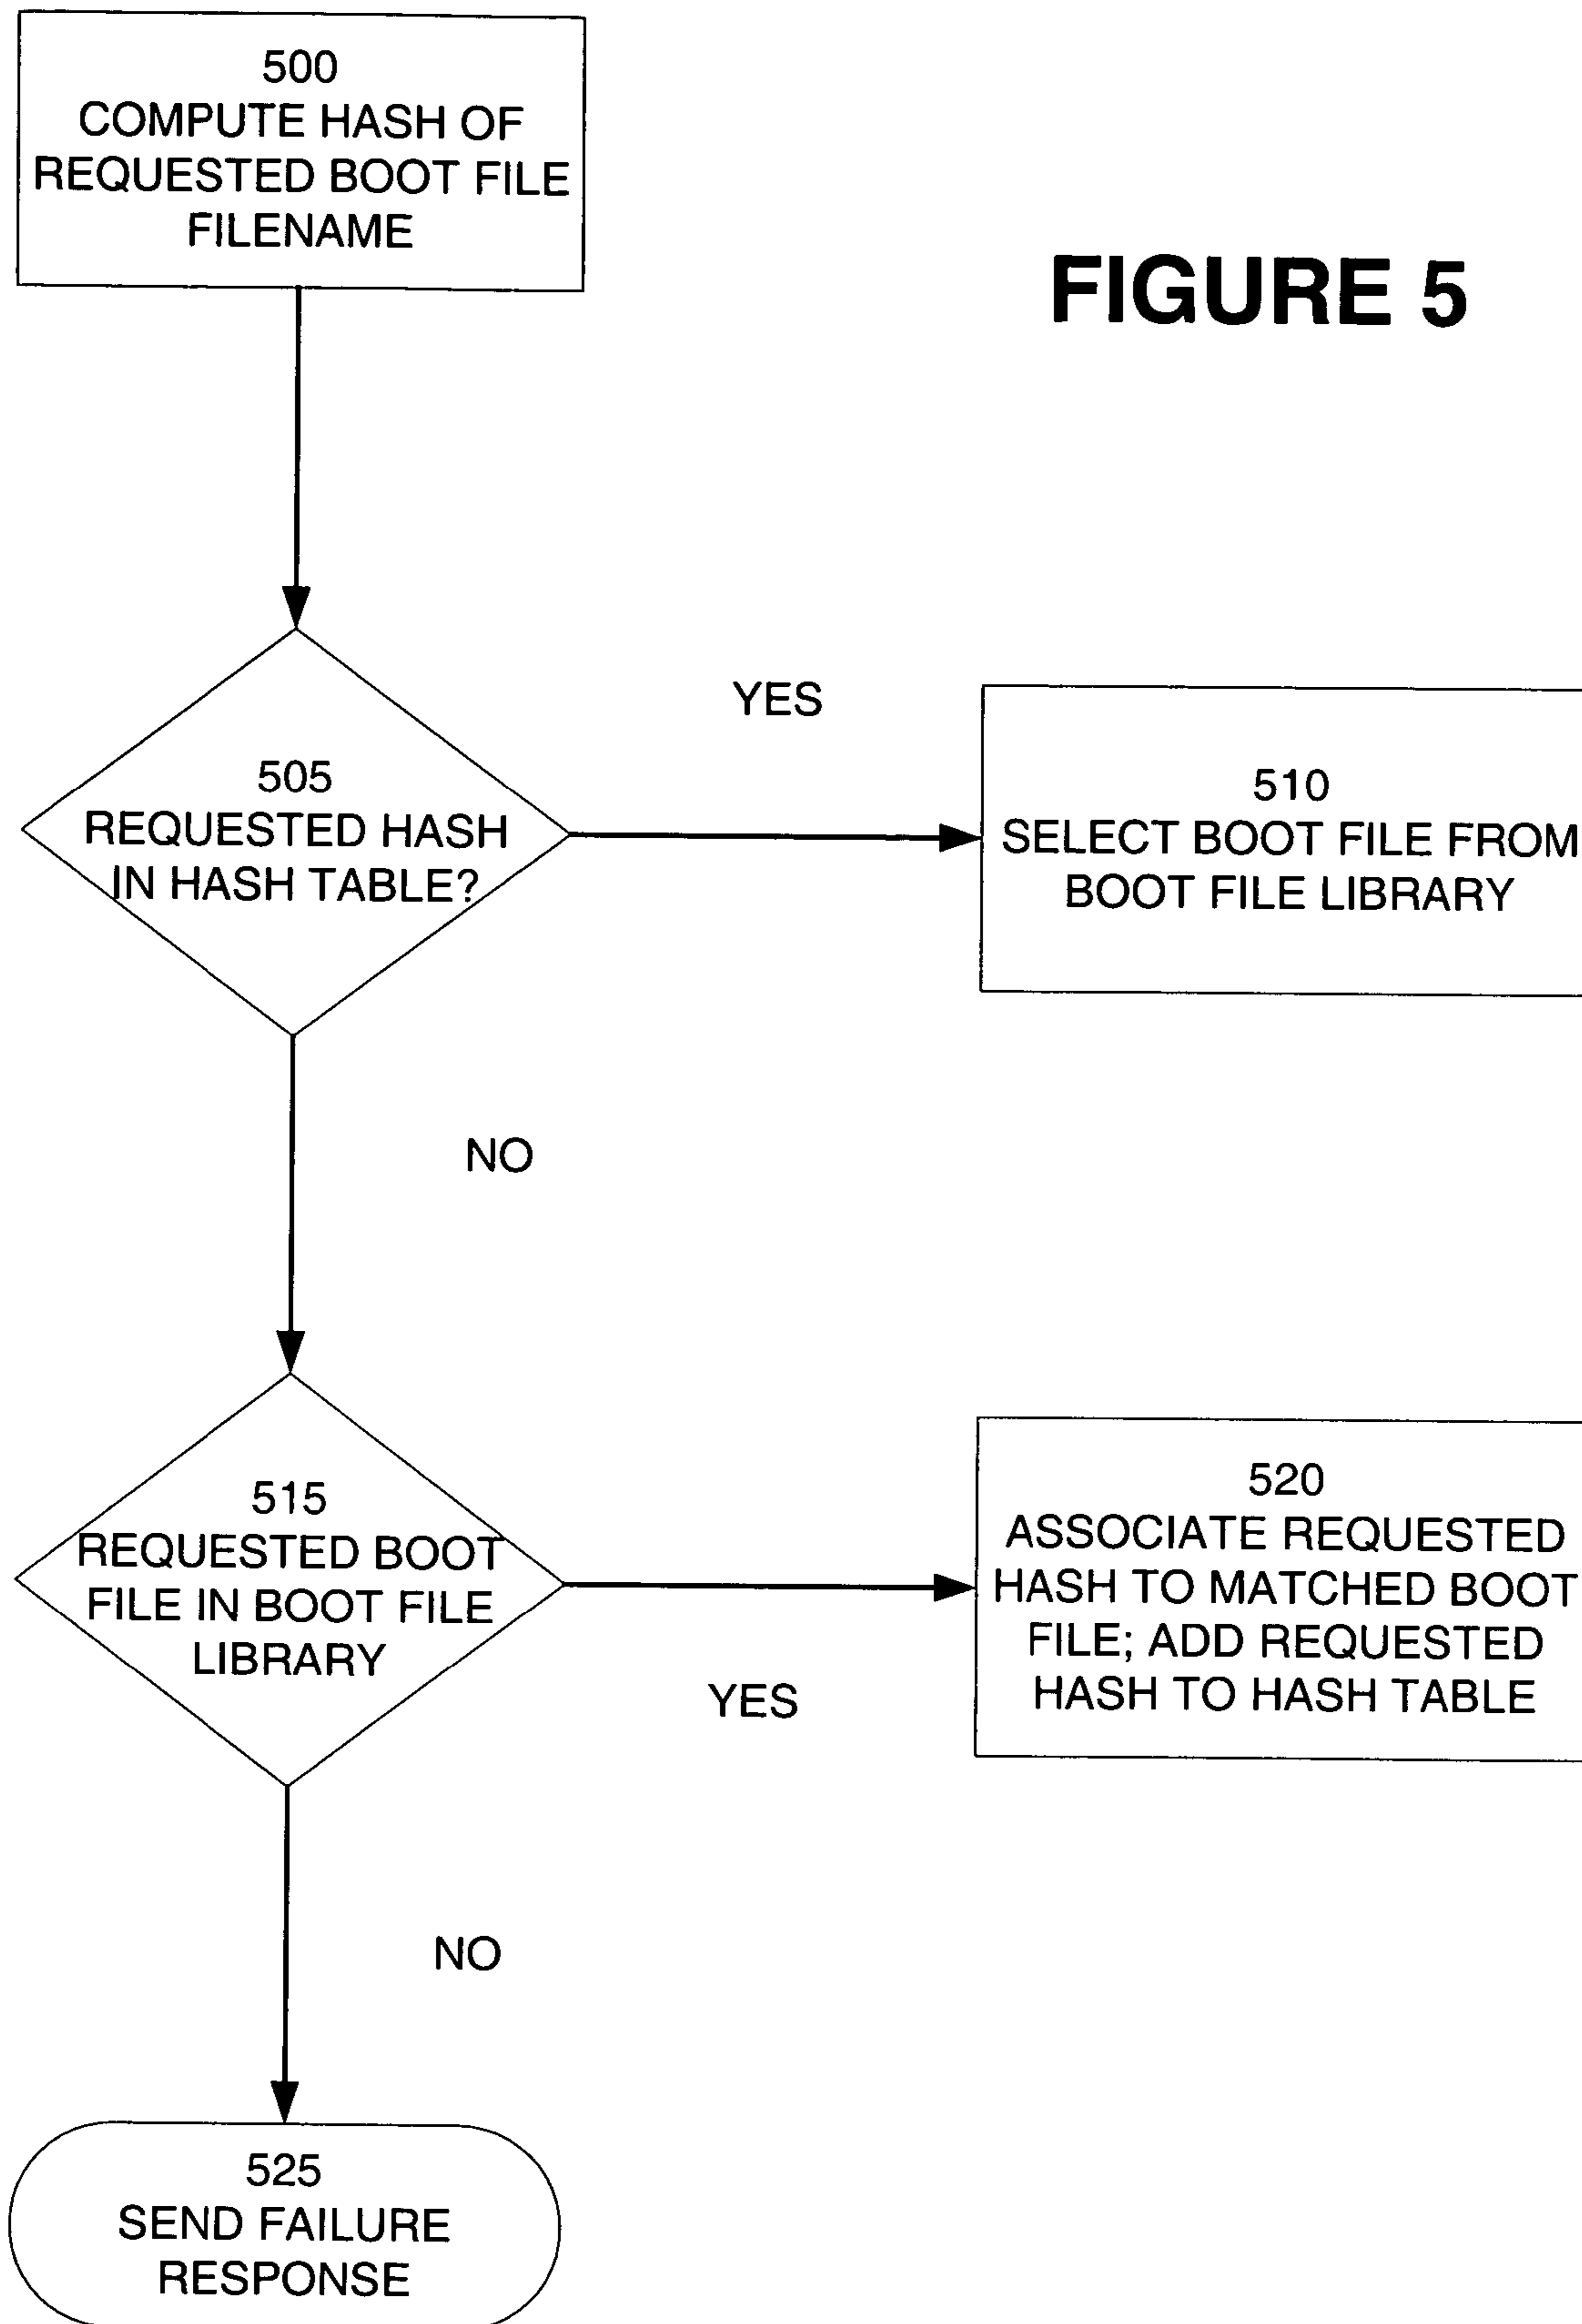 500
COMPUTE HASH OF
REQUESTED BOOT FILE
FILENAME
FIGURE 5
505
REQUESTED HASH
IN HASH TABLE?
YES
510
SELECT BOOT FILE FROM
BOOT FILE LIBRARY
NO
515
REQUESTED BOOT
FILE IN BOOT FILE
LIBRARY
YES
520
ASSOCIATE REQUESTED
HASH TO MATCHED BOOT
FILE; ADD REQUESTED
HASH TO HASH TABLE
NO
525
SEND FAILURE
RESPONSE